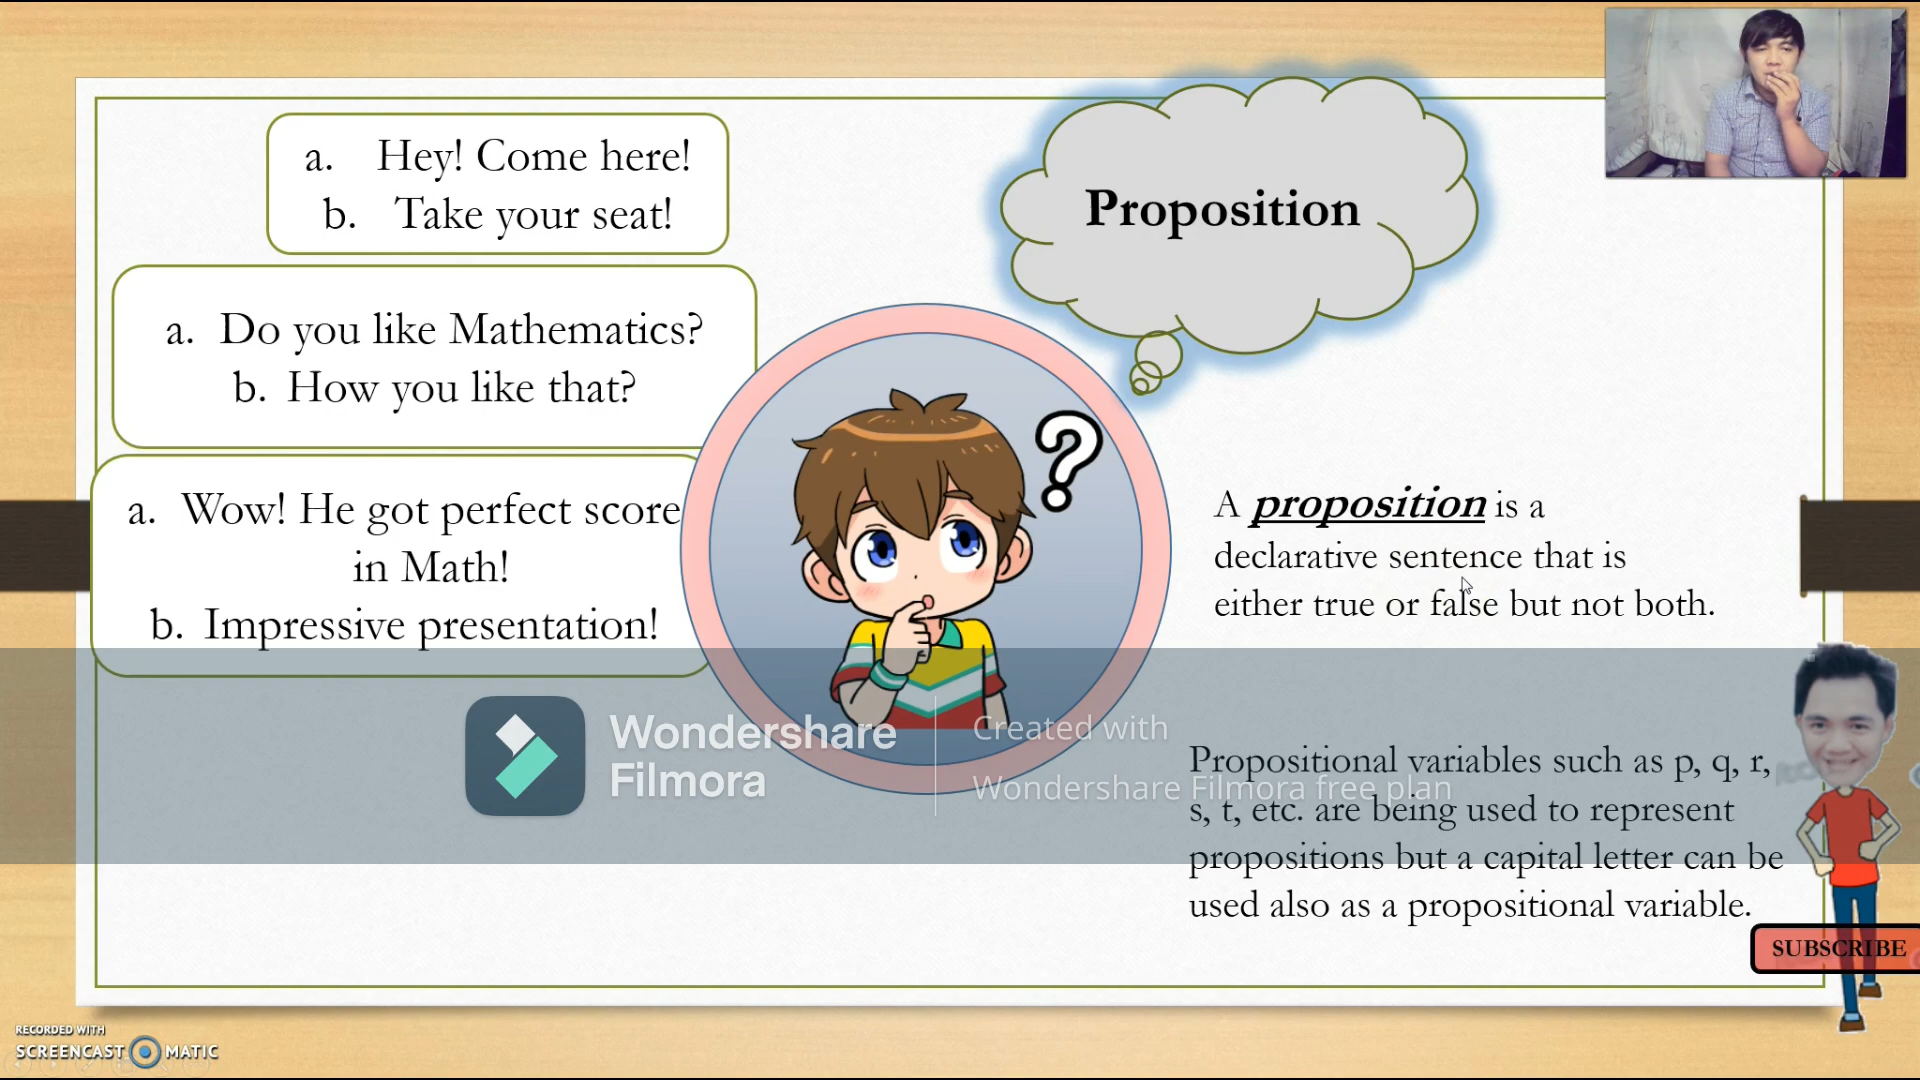 a. Hey! Come here!
b. Take your seat!
a. Do you like Mathematics?
b. How you like that?
a. Wow! He got perfect score
in Math!
b. Impressive presentation!
Proposition
A proposition is a
declarative sentence that is
either true or false but not both.
Propositional variables such as p, q, r,
s, t, etc. are being used to represent
propositions but a capital letter can be
used also as a propositional variable.
Wondershare
Filmora
Created with
Wondershare Filmora free plan
SUBSCRIBE
RECORDED WITH
SCREENCAST MATIC